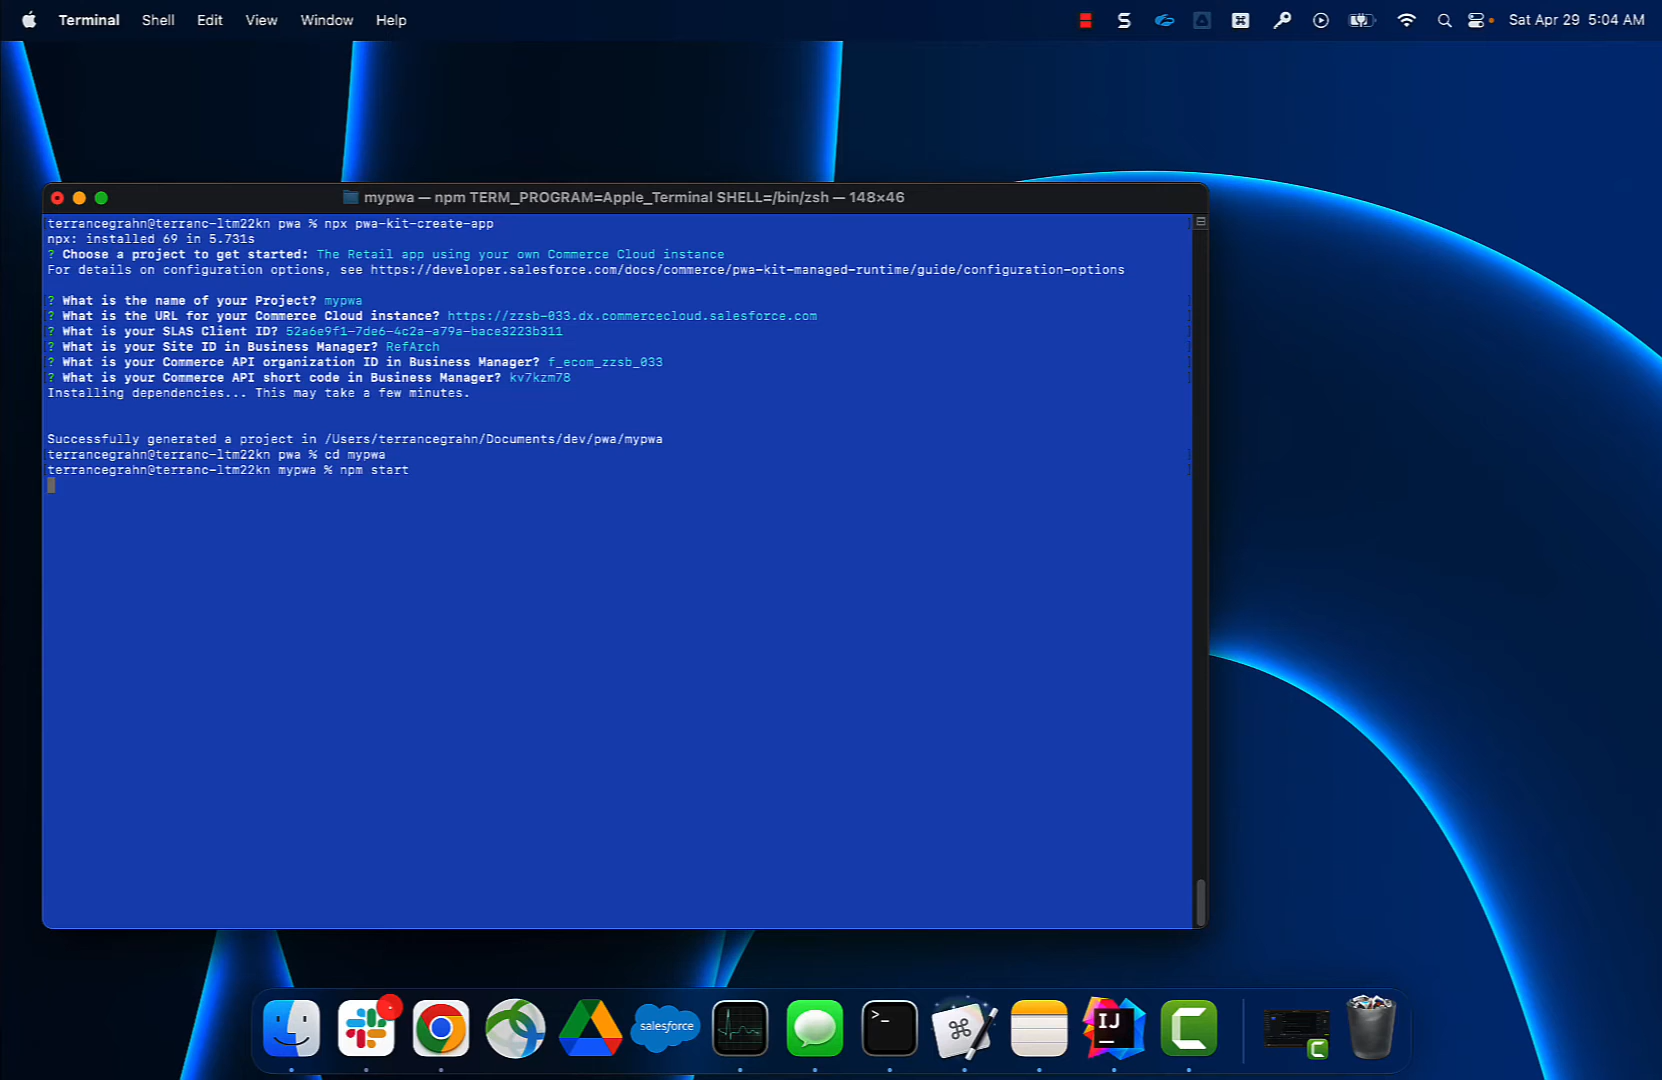 Terminal Shell Edit View Window Help Sat Apr 29 5:04 AM
mypwa — npm TERM_PROGRAM=Apple_Terminal SHELL=/bin/zsh — 148×46
terrancegrahn@terranc-ltm22kn pwa % npx pwa-kit-create-app
npx: installed 69 in 5.731s
? Choose a project to get started: The Retail app using your own Commerce Cloud instance
For details on configuration options, see https://developer.salesforce.com/docs/commerce/pwa-kit-managed-runtime/guide/configuration-options
? What is the name of your Project? mypwa
? What is the URL for your Commerce Cloud instance? https://zzsb-033.dx.commercecloud.salesforce.com
? What is your SLAS Client ID? 52a6e9f1-7de6-4c2a-a79a-bace3223b311
? What is your Site ID in Business Manager? RefArch
? What is your Commerce API organization ID in Business Manager? f_ecom_zzsb_033
? What is your Commerce API short code in Business Manager? kv7kzm78
Installing dependencies... This may take a few minutes.
Successfully generated a project in /Users/terrancegrahn/Documents/dev/pwa/mypwa
terrancegrahn@terranc-ltm22kn pwa % cd mypwa
terrancegrahn@terranc-ltm22kn mypwa % npm start
salesforce
>_
IJ
C